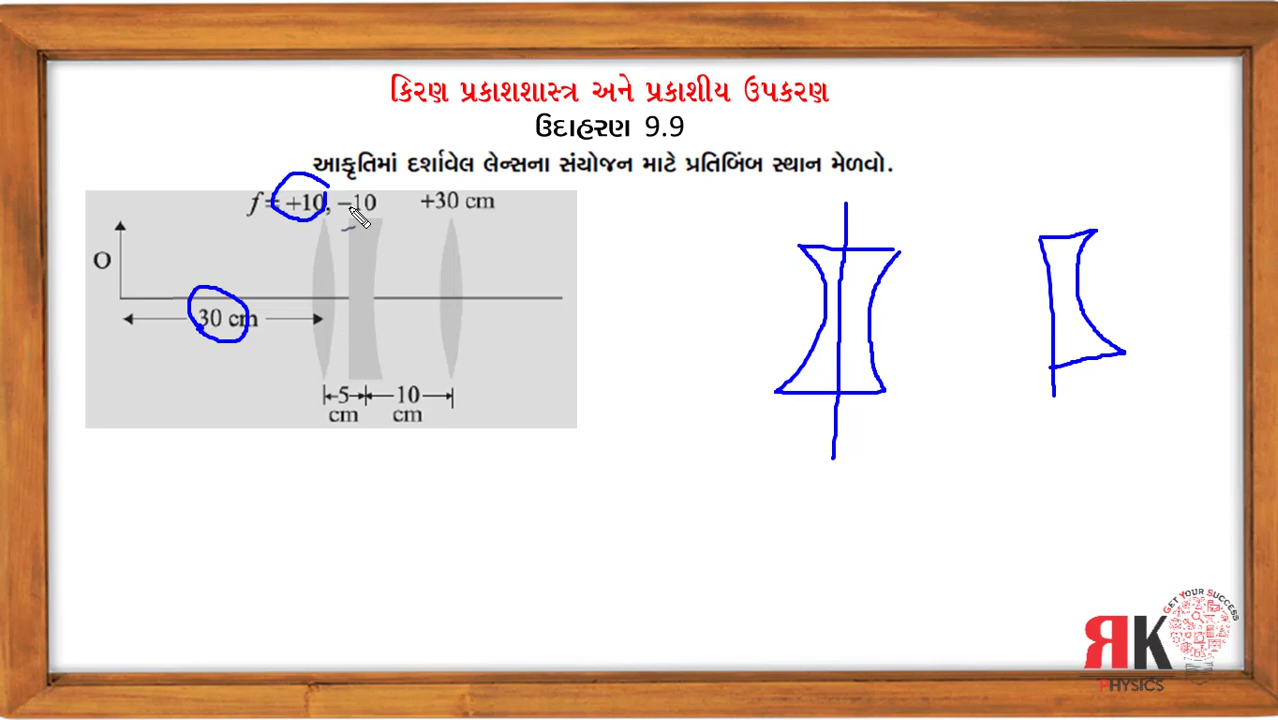 કિરણ પ્રકાશશાસ્ત્ર અને પ્રકાશીય ઉપકરણ
ઉદાહરણ 9.9
આકૃતિમાં દર્શાવેલ લેન્સના સંયોજન માટે પ્રતિબિંબ સ્થાન મેળવો.
f = +10, −10 +30 cm
O
30 cm
5 10
cm cm
GET YOUR SUCCESS
RK
PHYSICS